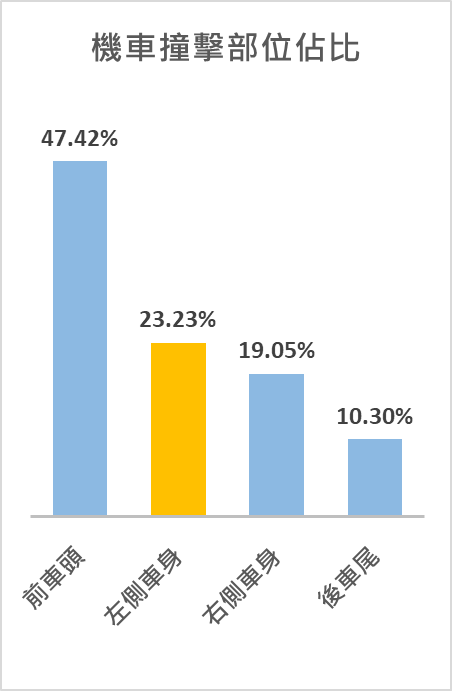 機車撞擊部位佔比
47.42%
23.23%
19.05%
10.30%
前車頭
左側車身
右側車身
後車尾